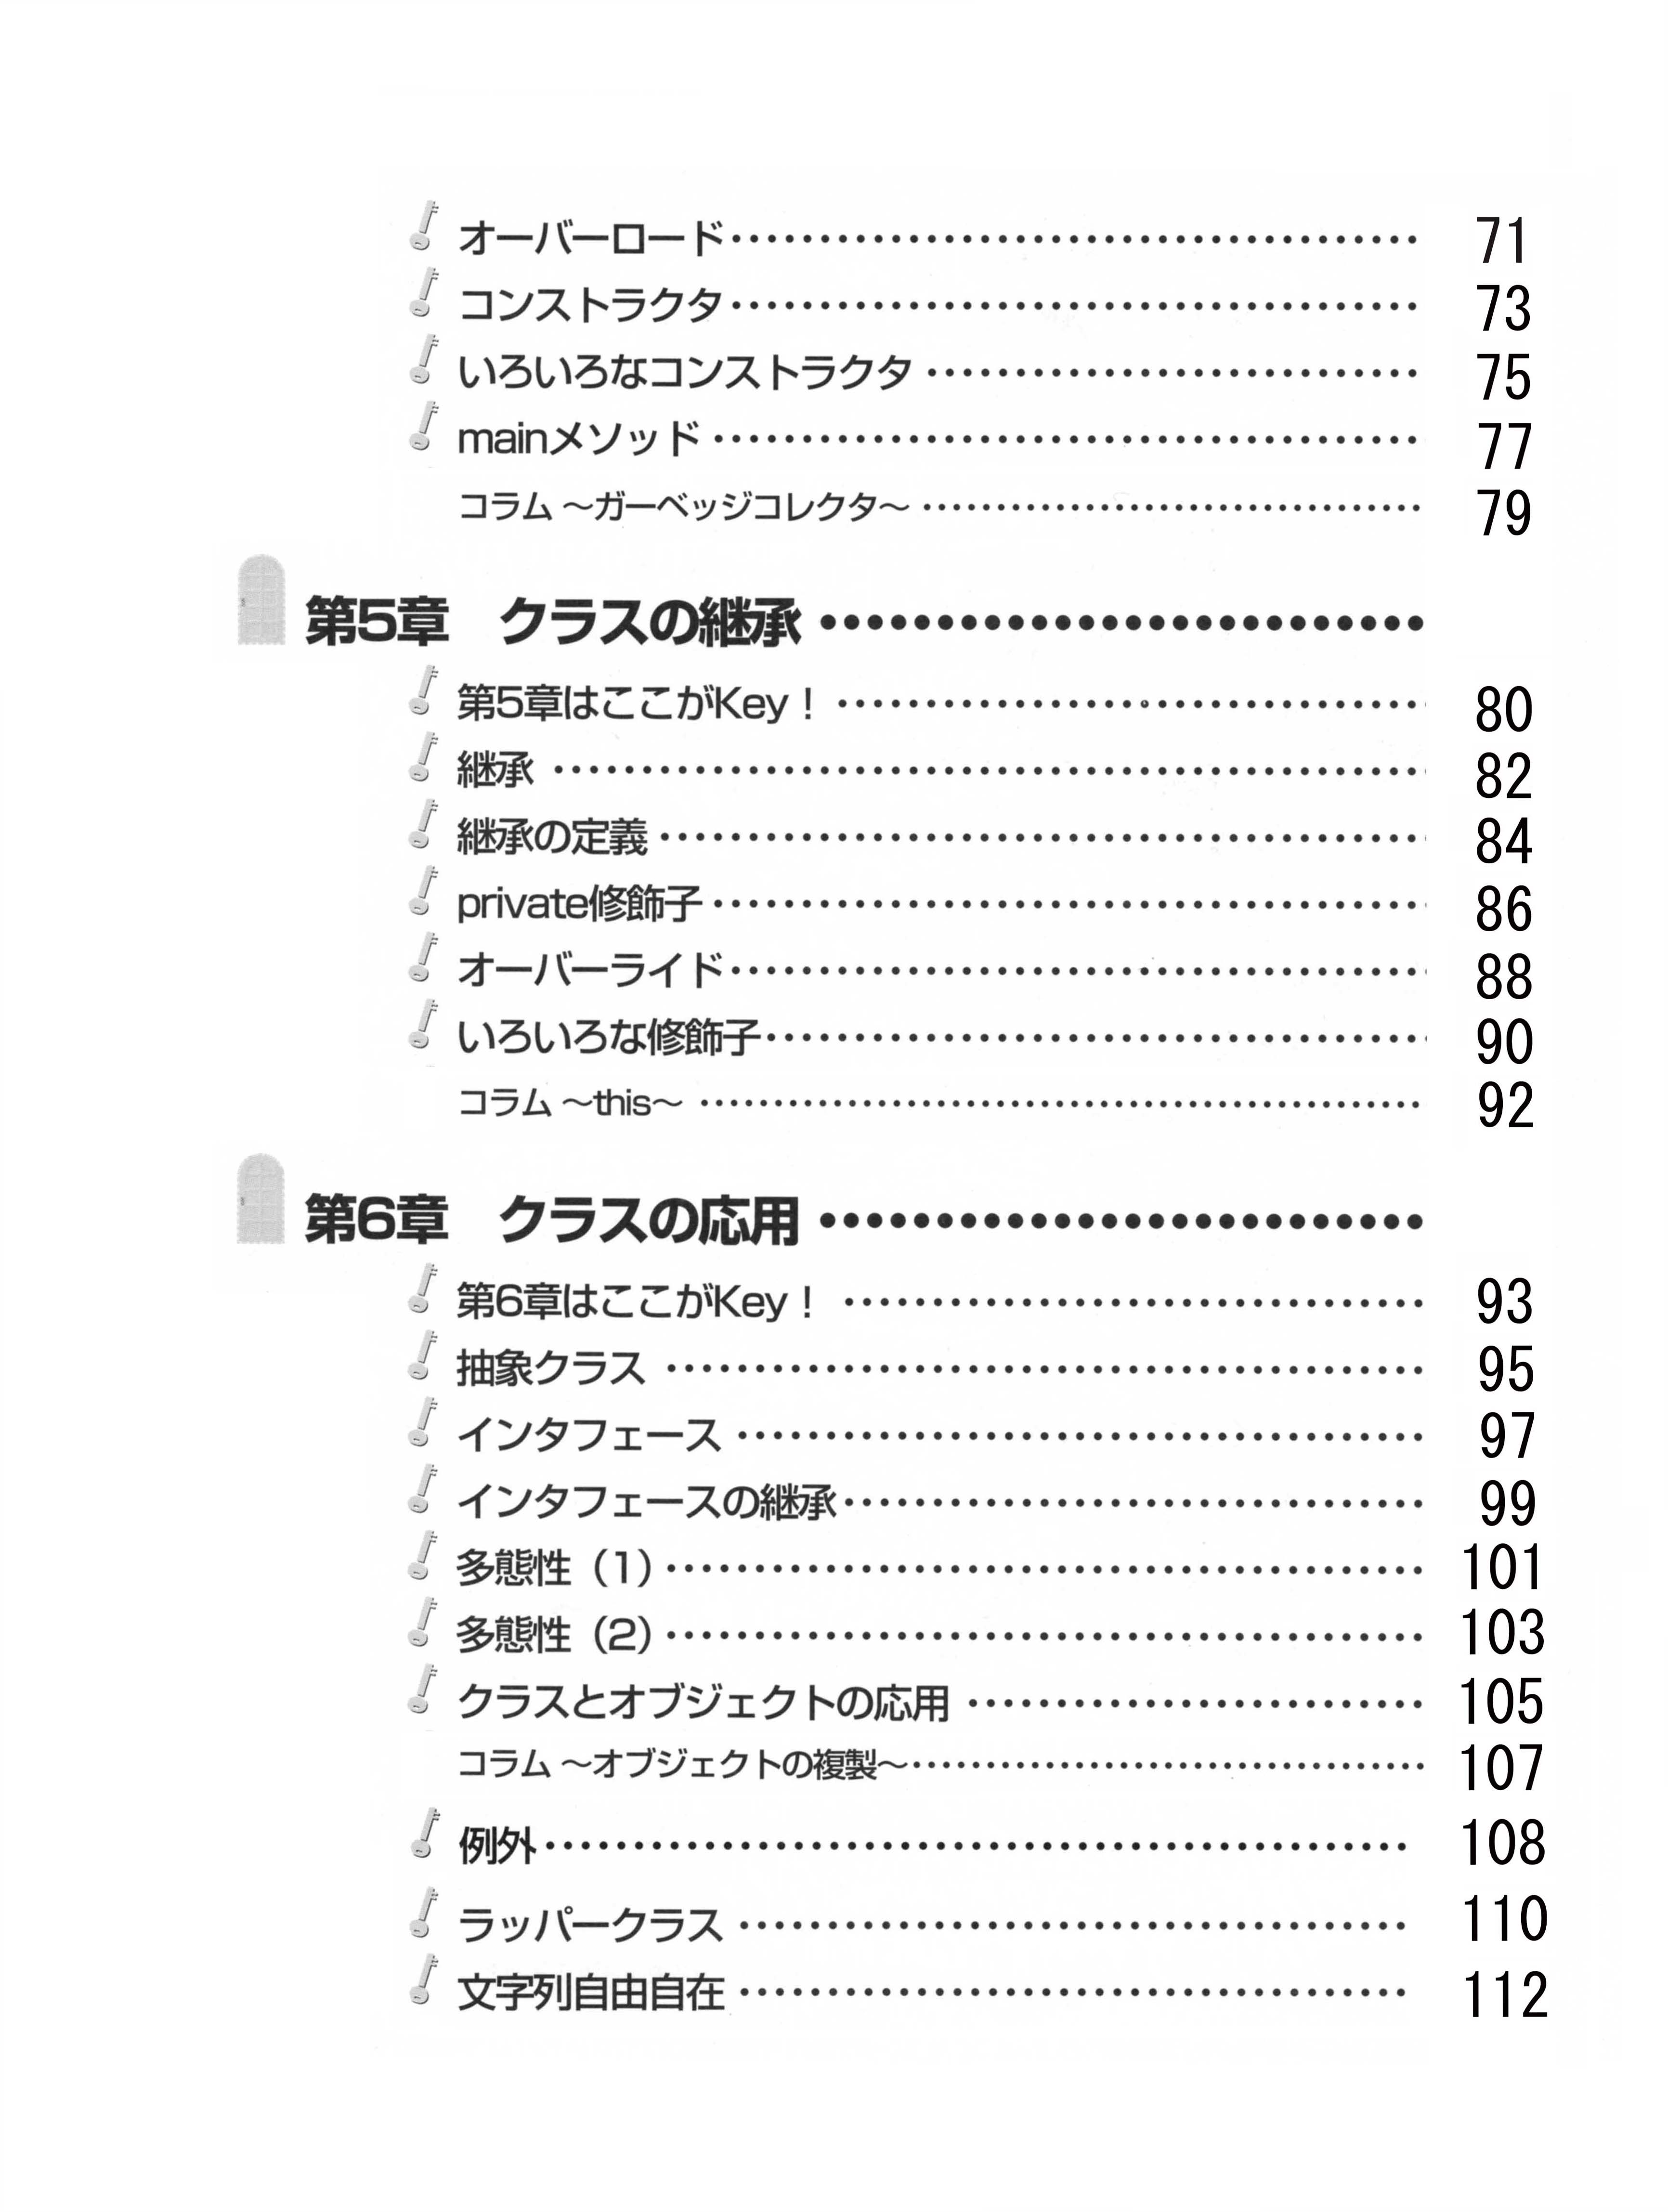 オーバーロード 71
コンストラクタ 73
いろいろなコンストラクタ 75
mainメソッド 77
コラム ～ガーベッジコレクタ～ 79
第5章　クラスの継承
第5章はここがKey！ 80
継承 82
継承の定義 84
private修飾子 86
オーバーライド 88
いろいろな修飾子 90
コラム ～this～ 92
第6章　クラスの応用
第6章はここがKey！ 93
抽象クラス 95
インタフェース 97
インタフェースの継承 99
多態性（1） 101
多態性（2） 103
クラスとオブジェクトの応用 105
コラム ～オブジェクトの複製～ 107
例外 108
ラッパークラス 110
文字列自由自在 112